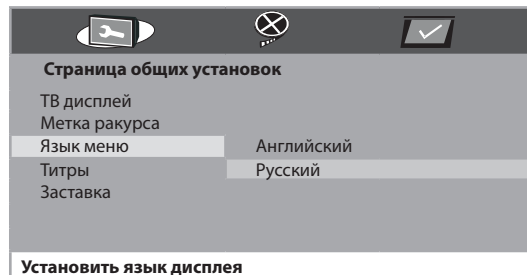 Страница общих установок
ТВ дисплей
Метка ракурса
Язык меню Английский
Титры Русский
Заставка
Установить язык дисплея